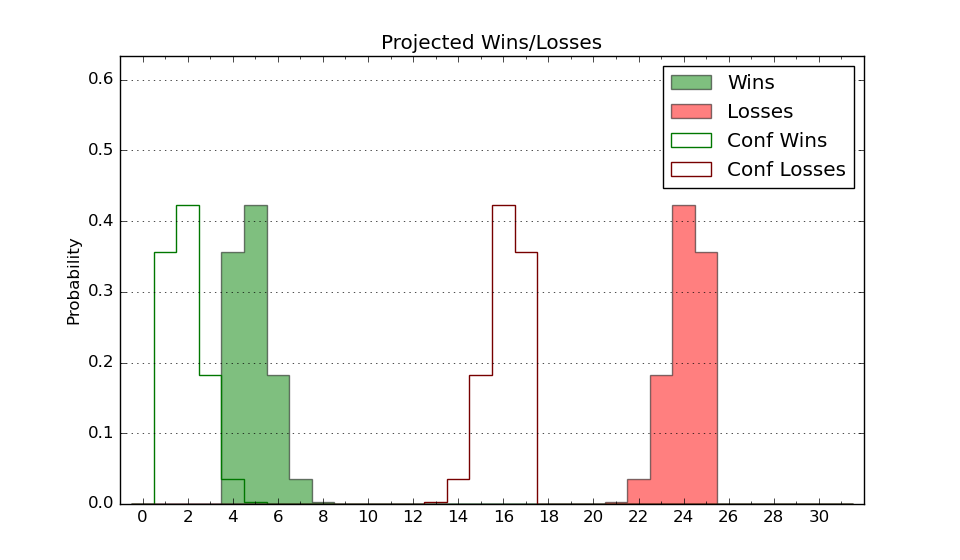 Projected Wins/Losses
Probability
0.6
0.5
0.4
0.3
0.2
0.1
0.0
0 2 4 6 8 10 12 14 16 18 20 22 24 26 28 30
Wins
Losses
Conf Wins
Conf Losses